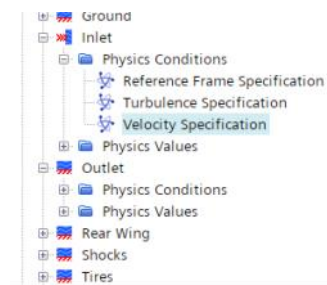 Ground
Inlet
Physics Conditions
Reference Frame Specification
Turbulence Specification
Velocity Specification
Physics Values
Outlet
Physics Conditions
Physics Values
Rear Wing
Shocks
Tires